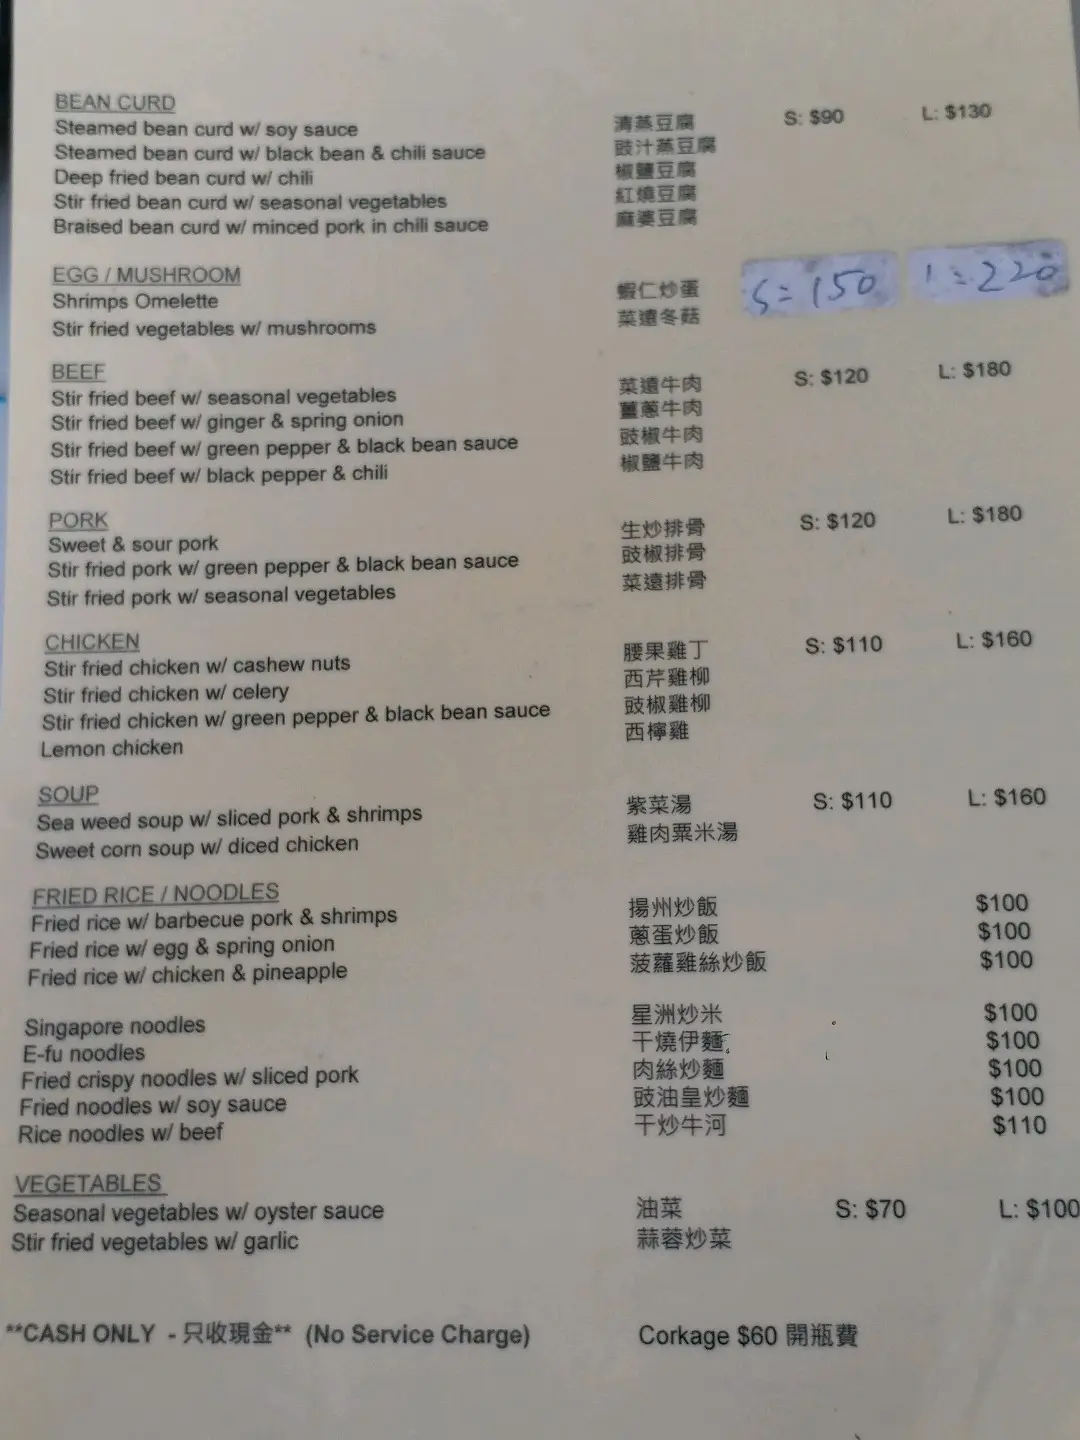 BEAN CURD
Steamed bean curd w/ soy sauce 清蒸豆腐 S: $90 L: $130
Steamed bean curd w/ black bean & chili sauce 豉汁蒸豆腐
Deep fried bean curd w/ chili 椒鹽豆腐
Stir fried bean curd w/ seasonal vegetables 紅燒豆腐
Braised bean curd w/ minced pork in chili sauce 麻婆豆腐
EGG / MUSHROOM
Shrimps Omelette 蝦仁炒蛋 S=150 L=220
Stir fried vegetables w/ mushrooms 菜遠冬菇
BEEF
Stir fried beef w/ seasonal vegetables 菜遠牛肉 S: $120 L: $180
Stir fried beef w/ ginger & spring onion 薑蔥牛肉
Stir fried beef w/ green pepper & black bean sauce 豉椒牛肉
Stir fried beef w/ black pepper & chili 椒鹽牛肉
PORK
Sweet & sour pork 生炒排骨 S: $120 L: $180
Stir fried pork w/ green pepper & black bean sauce 豉椒排骨
Stir fried pork w/ seasonal vegetables 菜遠排骨
CHICKEN
Stir fried chicken w/ cashew nuts 腰果雞丁 S: $110 L: $160
Stir fried chicken w/ celery 西芹雞柳
Stir fried chicken w/ green pepper & black bean sauce 豉椒雞柳
Lemon chicken 西檸雞
SOUP
Sea weed soup w/ sliced pork & shrimps 紫菜湯 S: $110 L: $160
Sweet corn soup w/ diced chicken 雞肉粟米湯
FRIED RICE / NOODLES
Fried rice w/ barbecue pork & shrimps 揚州炒飯 $100
Fried rice w/ egg & spring onion 蔥蛋炒飯 $100
Fried rice w/ chicken & pineapple 菠蘿雞絲炒飯 $100
Singapore noodles 星洲炒米 $100
E-fu noodles 干燒伊麵 $100
Fried crispy noodles w/ sliced pork 肉絲炒麵 $100
Fried noodles w/ soy sauce 豉油皇炒麵 $100
Rice noodles w/ beef 干炒牛河 $110
VEGETABLES
Seasonal vegetables w/ oyster sauce 油菜 S: $70 L: $100
Stir fried vegetables w/ garlic 蒜蓉炒菜
**CASH ONLY - 只收現金** (No Service Charge) Corkage $60 開瓶費